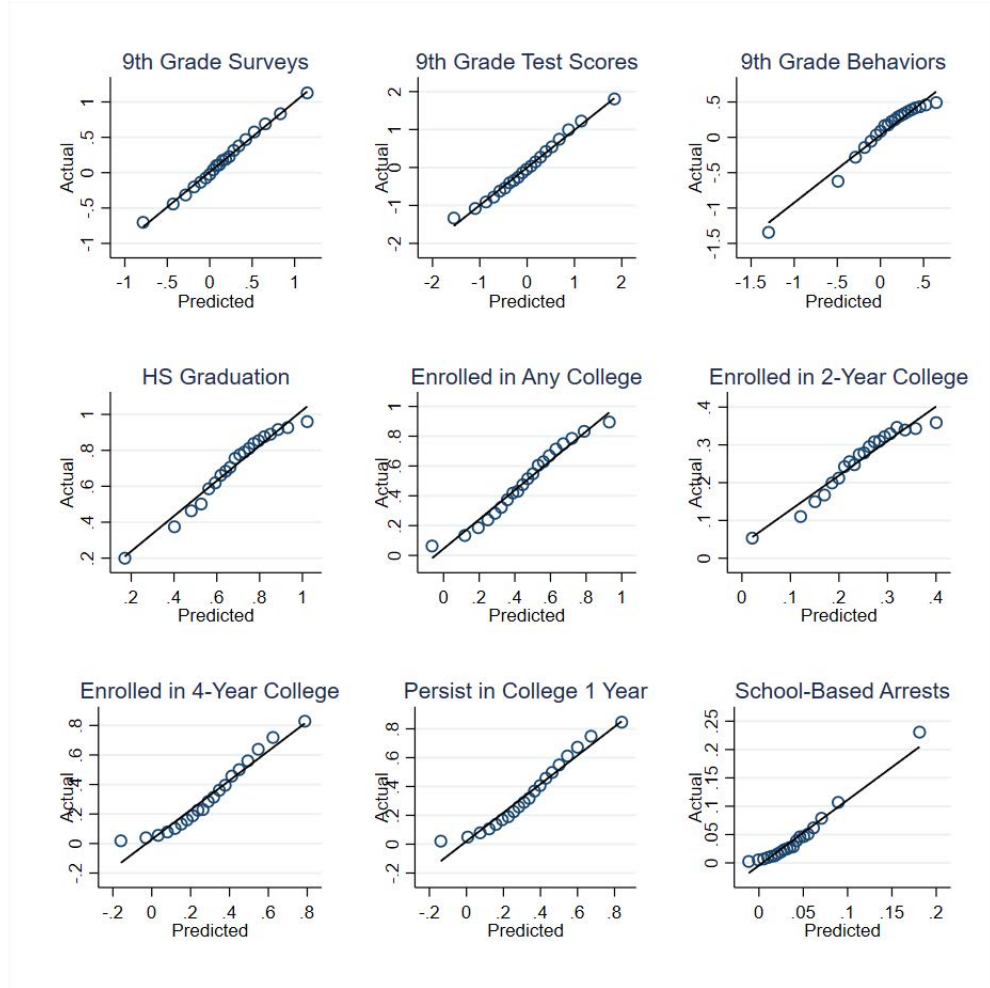 9th Grade Surveys
Actual
-1 -.5 0 .5 1
-1 -.5 0 .5 1
Predicted
9th Grade Test Scores
Actual
-2 -1 0 1 2
-2 -1 0 1 2
Predicted
9th Grade Behaviors
Actual
-1.5 -1 -.5 0 .5
-1.5 -1 -.5 0 .5
Predicted
HS Graduation
Actual
.2 .4 .6 .8 1
.2 .4 .6 .8 1
Predicted
Enrolled in Any College
Actual
0 .2 .4 .6 .8 1
0 .2 .4 .6 .8 1
Predicted
Enrolled in 2-Year College
Actual
0 .1 .2 .3 .4
0 .1 .2 .3 .4
Predicted
Enrolled in 4-Year College
Actual
-.2 0 .2 .4 .6 .8
-.2 0 .2 .4 .6 .8
Predicted
Persist in College 1 Year
Actual
-.2 0 .2 .4 .6 .8
-.2 0 .2 .4 .6 .8
Predicted
School-Based Arrests
Actual
0 .05 .1 .15 .2 .25
0 .05 .1 .15 .2
Predicted